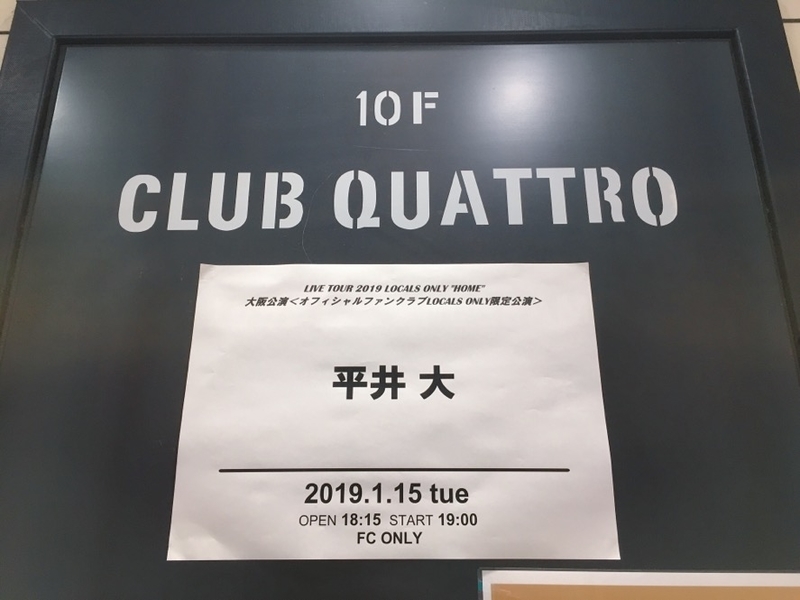 10F
CLUB QUATTRO
LIVE TOUR 2019 LOCALS ONLY "HOME"
大阪公演＜オフィシャルファンクラブLOCALS ONLY限定公演＞
平井 大
2019.1.15 tue
OPEN 18:15 START 19:00
FC ONLY